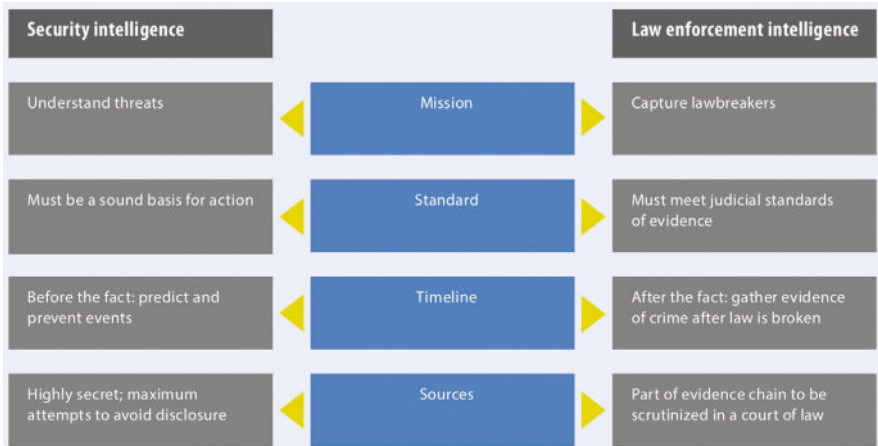 Security intelligence
Law enforcement intelligence
Understand threats
Mission
Capture lawbreakers
Must be a sound basis for action
Standard
Must meet judicial standards
of evidence
Before the fact: predict and
prevent events
Timeline
After the fact: gather evidence
of crime after law is broken
Highly secret; maximum
attempts to avoid disclosure
Sources
Part of evidence chain to be
scrutinized in a court of law